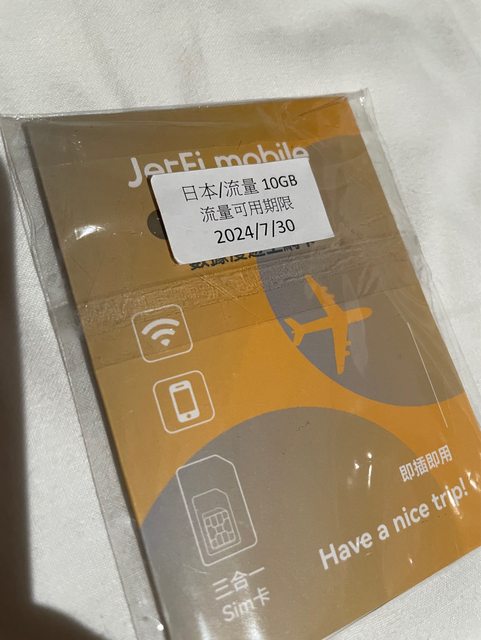 JetFi mobile
日本/流量 10GB
流量可用期限
2024/7/30
即插即用
Have a nice trip!
三合一
Sim卡